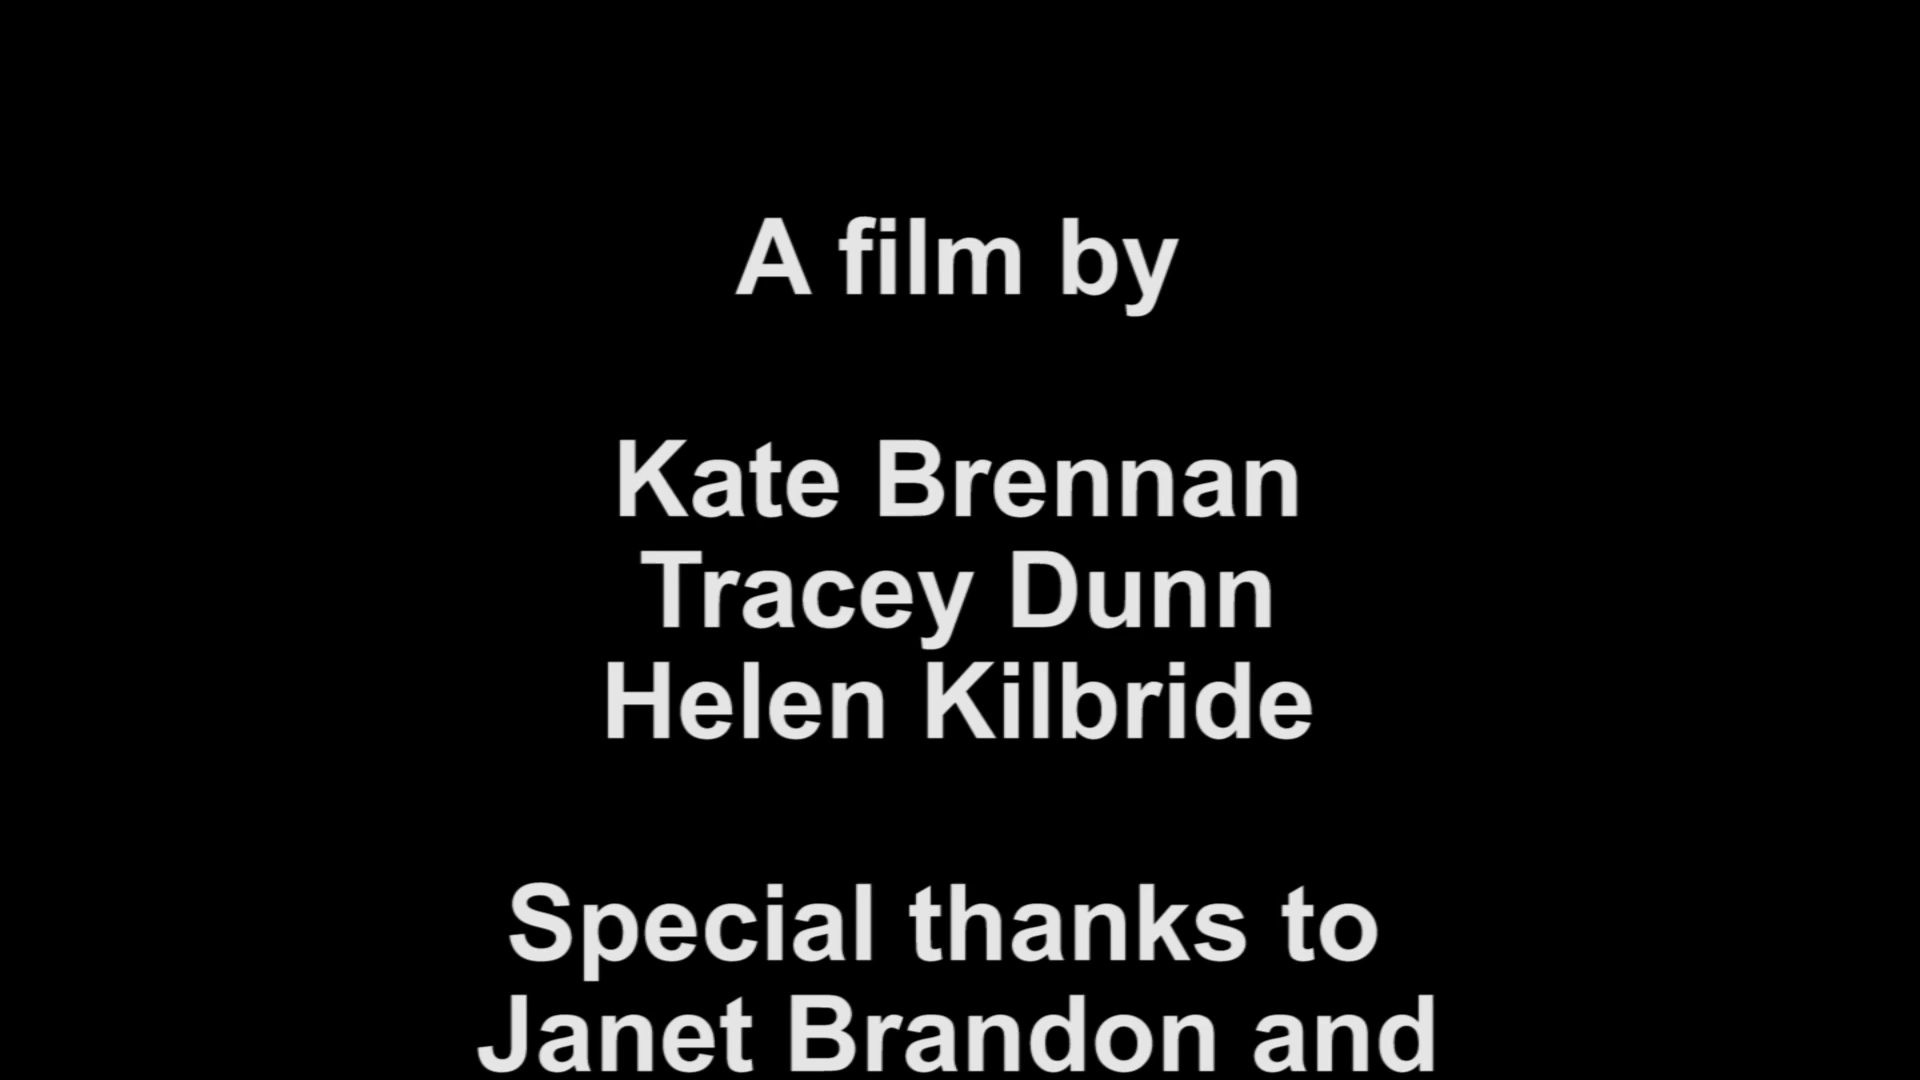 A film by
Kate Brennan
Tracey Dunn
Helen Kilbride
Special thanks to
Janet Brandon and